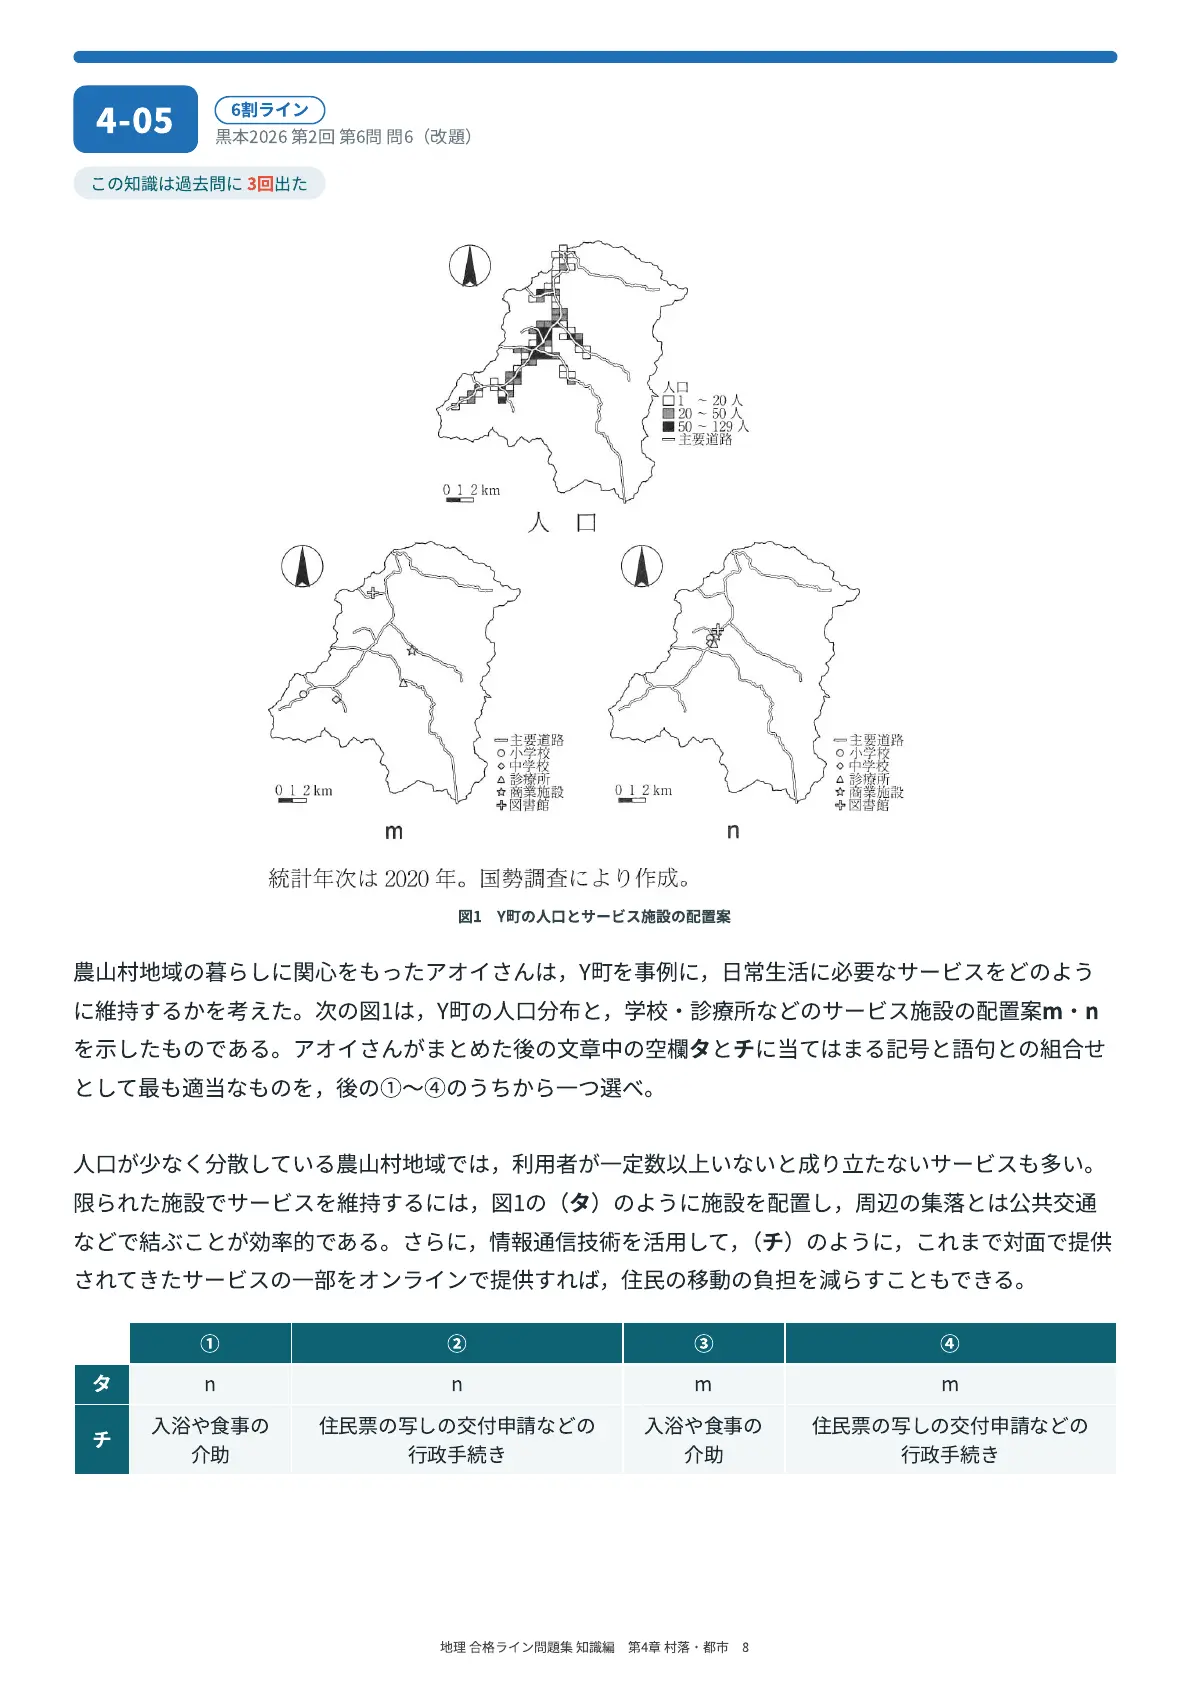 4-05
6割ライン
黒本2026 第2回 第6問 問6（改題）
この知識は過去問に 3回出た
人口
1 ～ 20 人
20 ～ 50 人
50 ～ 129 人
主要道路
0 1 2 km
人 口
主要道路
小学校
中学校
診療所
商業施設
図書館
0 1 2 km
m
主要道路
小学校
中学校
診療所
商業施設
図書館
0 1 2 km
n
統計年次は 2020 年。国勢調査により作成。
図1 Y町の人口とサービス施設の配置案
農山村地域の暮らしに関心をもったアオイさんは，Y町を事例に，日常生活に必要なサービスをどのよう
に維持するかを考えた。次の図1は，Y町の人口分布と，学校・診療所などのサービス施設の配置案m・n
を示したものである。アオイさんがまとめた後の文章中の空欄タとチに当てはまる記号と語句との組合せ
として最も適当なものを，後の①～④のうちから一つ選べ。
人口が少なく分散している農山村地域では，利用者が一定数以上いないと成り立たないサービスも多い。
限られた施設でサービスを維持するには，図1の（タ）のように施設を配置し，周辺の集落とは公共交通
などで結ぶことが効率的である。さらに，情報通信技術を活用して，（チ）のように，これまで対面で提供
されてきたサービスの一部をオンラインで提供すれば，住民の移動の負担を減らすこともできる。
① ② ③ ④
タ n n m m
チ 入浴や食事の介助 住民票の写しの交付申請などの行政手続き 入浴や食事の介助 住民票の写しの交付申請などの行政手続き
地理 合格ライン問題集 知識編 第4章 村落・都市 8